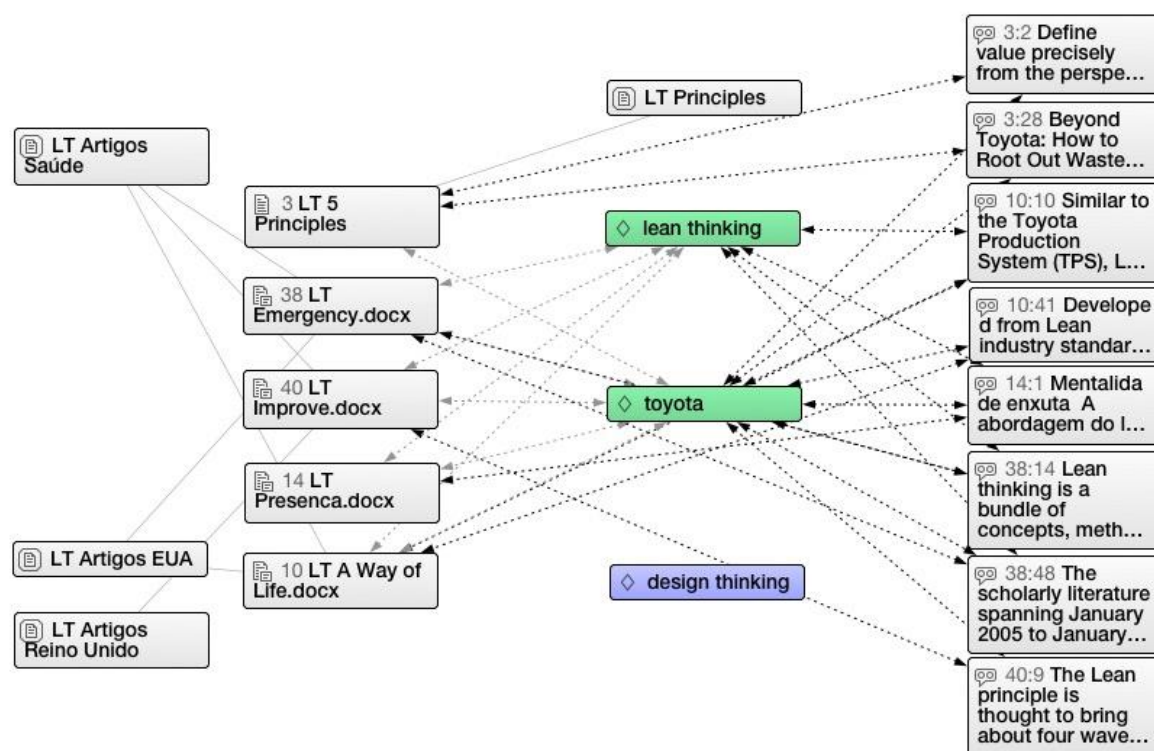 LT Artigos
Saúde
LT Artigos EUA
LT Artigos
Reino Unido
3 LT 5
Principles
38 LT
Emergency.docx
40 LT
Improve.docx
14 LT
Presenca.docx
10 LT A Way of
Life.docx
LT Principles
lean thinking
toyota
design thinking
3:2 Define
value precisely
from the perspe...
3:28 Beyond
Toyota: How to
Root Out Waste...
10:10 Similar to
the Toyota
Production
System (TPS), L...
10:41 Develope
d from Lean
industry standar...
14:1 Mentalida
de enxuta A
abordagem do l...
38:14 Lean
thinking is a
bundle of
concepts, meth...
38:48 The
scholarly literature
spanning January
2005 to January...
40:9 The Lean
principle is
thought to bring
about four wave...